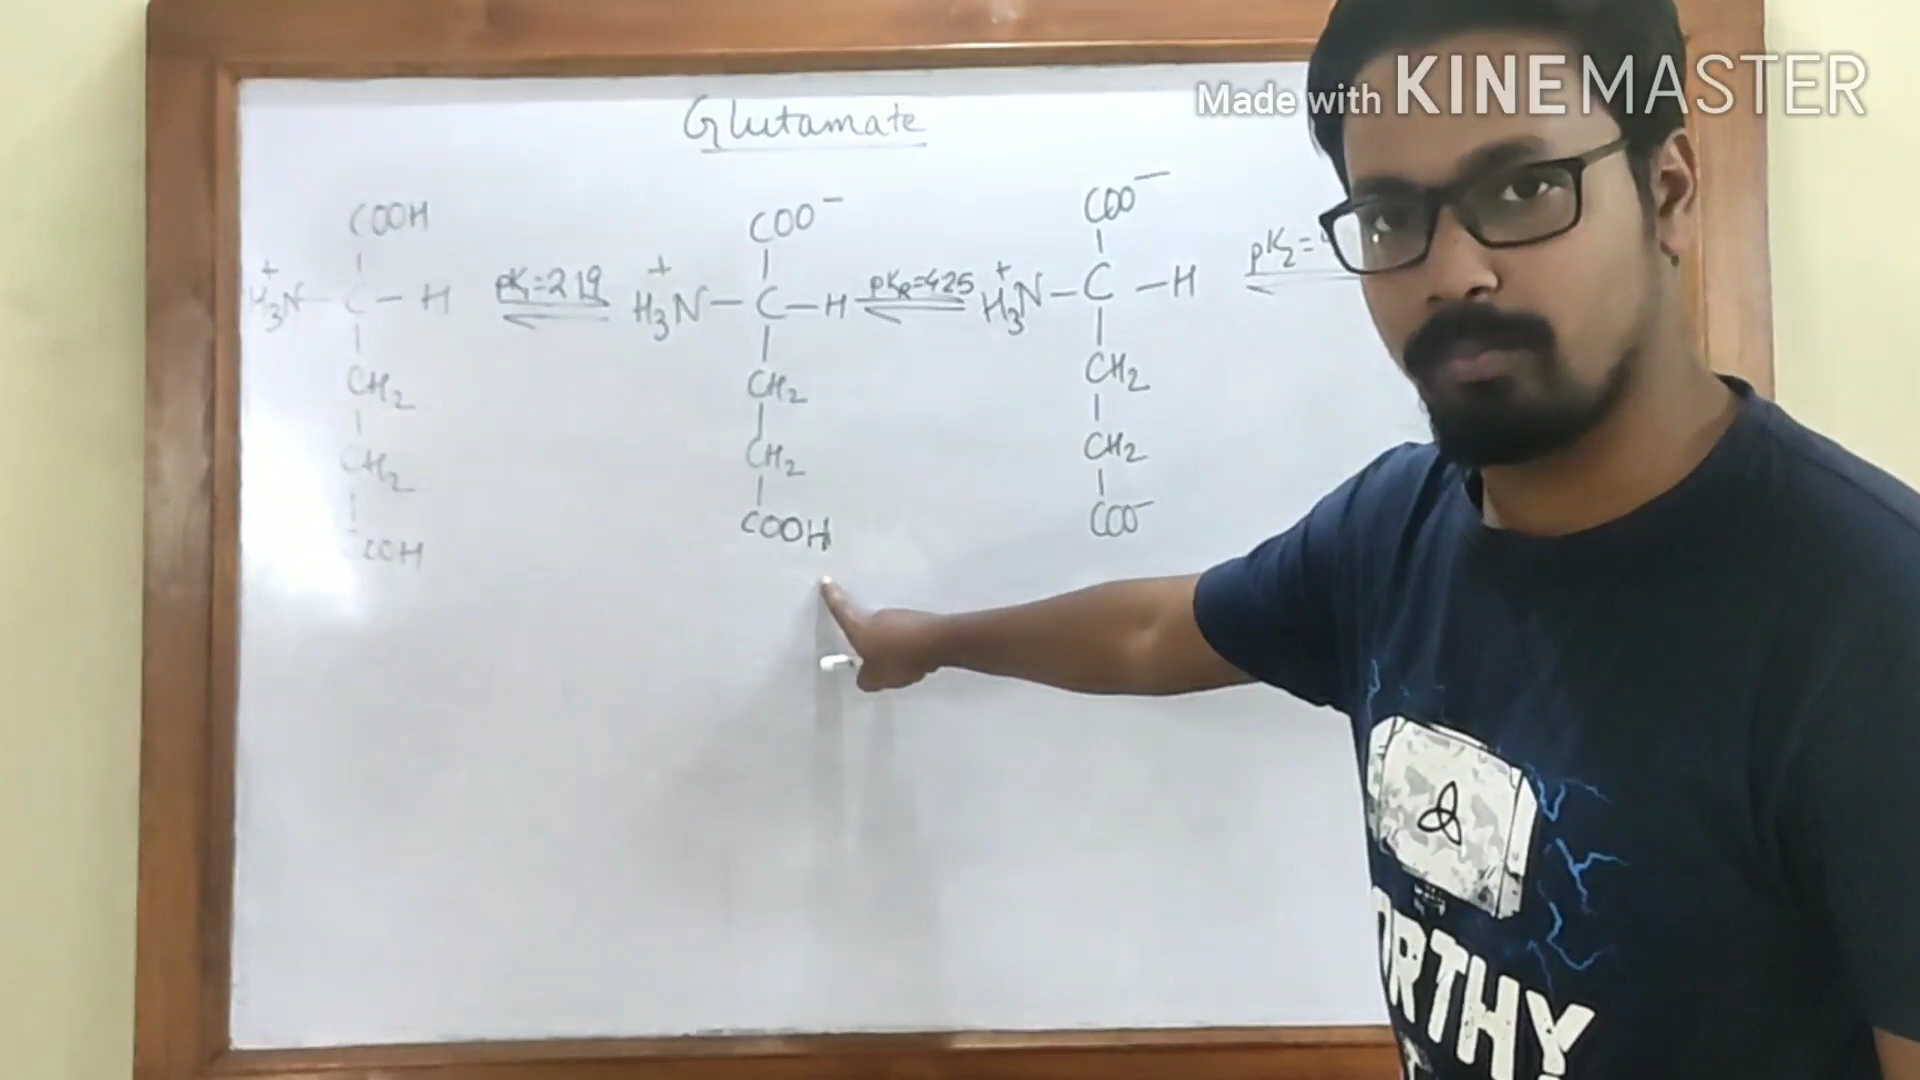 Made with KINEMASTER
Glutamate
COOH
H3N+ – C – H
CH2
CH2
COOH
pK1=2.19
COO–
H3N+ – C – H
CH2
CH2
COOH
pKR=4.25
COO–
H3N+ – C – H
CH2
CH2
COO–
pK2=
ORTHY